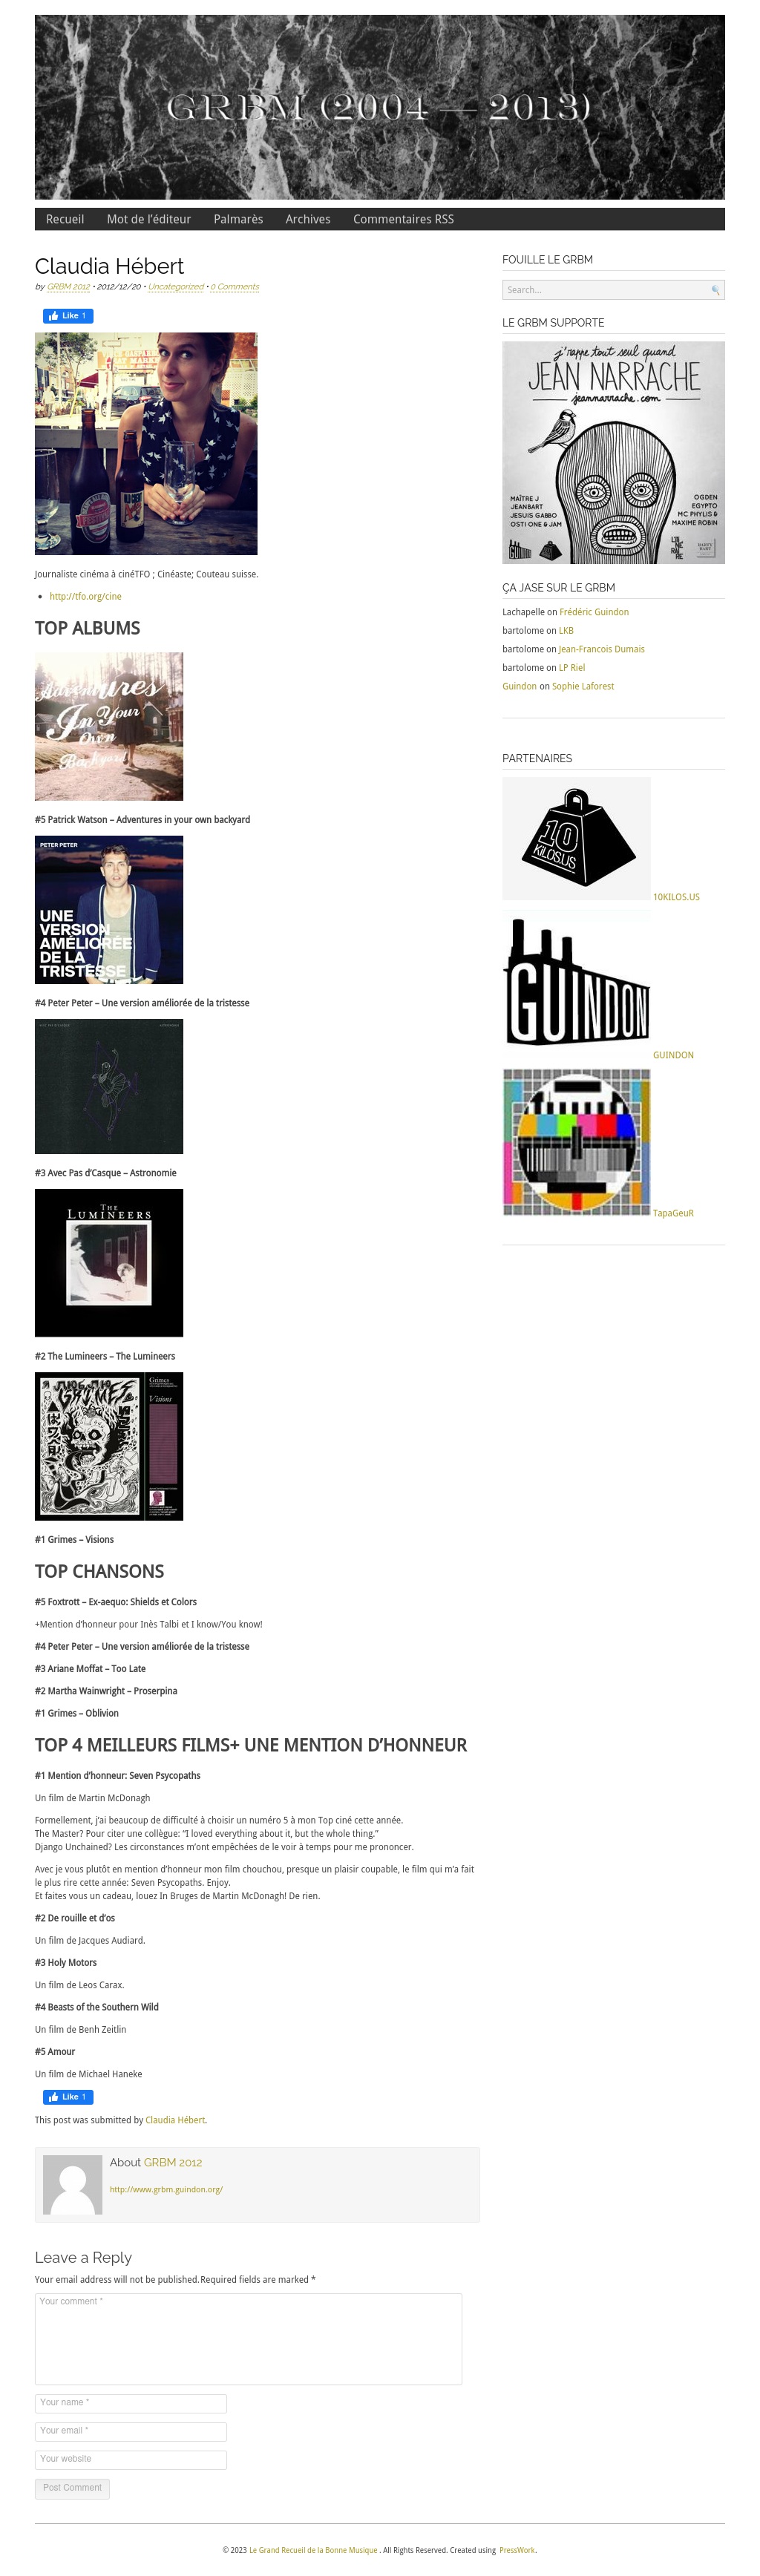 GRBM (2004 — 2013)
Recueil Mot de l'éditeur Palmarès Archives Commentaires RSS
Claudia Hébert
by GRBM 2012 • 2012/12/20 • Uncategorized • 0 Comments
Like 1
Journaliste cinéma à cinéTFO ; Cinéaste; Couteau suisse.
http://tfo.org/cine
TOP ALBUMS
Adventures
In Your
Own
Backyard
#5 Patrick Watson – Adventures in your own backyard
PETER PETER
UNE
VERSION
AMÉLIORÉE
DE LA
TRISTESSE
#4 Peter Peter – Une version améliorée de la tristesse
#3 Avec Pas d'Casque – Astronomie
THE
LUMINEERS
#2 The Lumineers – The Lumineers
GRIMES
Grimes
Visions
#1 Grimes – Visions
TOP CHANSONS
#5 Foxtrott – Ex-aequo: Shields et Colors
+Mention d'honneur pour Inès Talbi et I know/You know!
#4 Peter Peter – Une version améliorée de la tristesse
#3 Ariane Moffat – Too Late
#2 Martha Wainwright – Proserpina
#1 Grimes – Oblivion
TOP 4 MEILLEURS FILMS+ UNE MENTION D'HONNEUR
#1 Mention d'honneur: Seven Psycopaths
Un film de Martin McDonagh
Formellement, j'ai beaucoup de difficulté à choisir un numéro 5 à mon Top ciné cette année.
The Master? Pour citer une collègue: "I loved everything about it, but the whole thing."
Django Unchained? Les circonstances m'ont empêchées de le voir à temps pour me prononcer.
Avec je vous plutôt en mention d'honneur mon film chouchou, presque un plaisir coupable, le film qui m'a fait
le plus rire cette année: Seven Psycopaths. Enjoy.
Et faites vous un cadeau, louez In Bruges de Martin McDonagh! De rien.
#2 De rouille et d'os
Un film de Jacques Audiard.
#3 Holy Motors
Un film de Leos Carax.
#4 Beasts of the Southern Wild
Un film de Benh Zeitlin
#5 Amour
Un film de Michael Haneke
Like 1
This post was submitted by Claudia Hébert.
About GRBM 2012
http://www.grbm.guindon.org/
Leave a Reply
Your email address will not be published. Required fields are marked *
Your comment *
Your name *
Your email *
Your website
Post Comment
FOUILLE LE GRBM
Search...
LE GRBM SUPPORTE
j'rappe tout seul quand
JEAN NARRACHE
jeannarrache.com
MAÎTRE J
JEANBART
JESUIS GABBO
OSTI ONE & JAM
OGDEN
EGYPTO
MC PHYLIS &
MAXIME ROBIN
ÇA JASE SUR LE GRBM
Lachapelle on Frédéric Guindon
bartolome on LKB
bartolome on Jean-Francois Dumais
bartolome on LP Riel
Guindon on Sophie Laforest
PARTENAIRES
10
KILOS.US
10KILOS.US
GUINDON
GUINDON
TapaGeuR
© 2023 Le Grand Recueil de la Bonne Musique . All Rights Reserved. Created using PressWork.